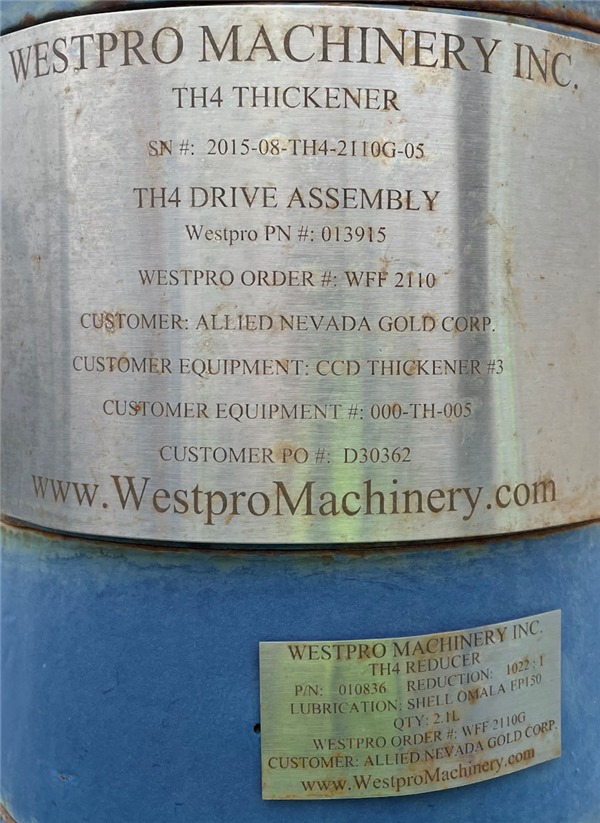 WESTPRO MACHINERY INC.
TH4 THICKENER
SN #: 2015-08-TH4-2110G-05
TH4 DRIVE ASSEMBLY
Westpro PN #: 013915
WESTPRO ORDER #: WFF 2110
CUSTOMER: ALLIED NEVADA GOLD CORP.
CUSTOMER EQUIPMENT: CCD THICKENER #3
CUSTOMER EQUIPMENT #: 000-TH-005
CUSTOMER PO #: D30362
www.WestproMachinery.com
WESTPRO MACHINERY INC.
TH4 REDUCER
P/N: 010836 REDUCTION: 1022 : 1
LUBRICATION: SHELL OMALA EP150
QTY: 2.1L
WESTPRO ORDER #: WFF 2110G
CUSTOMER: ALLIED NEVADA GOLD CORP.
www.WestproMachinery.com